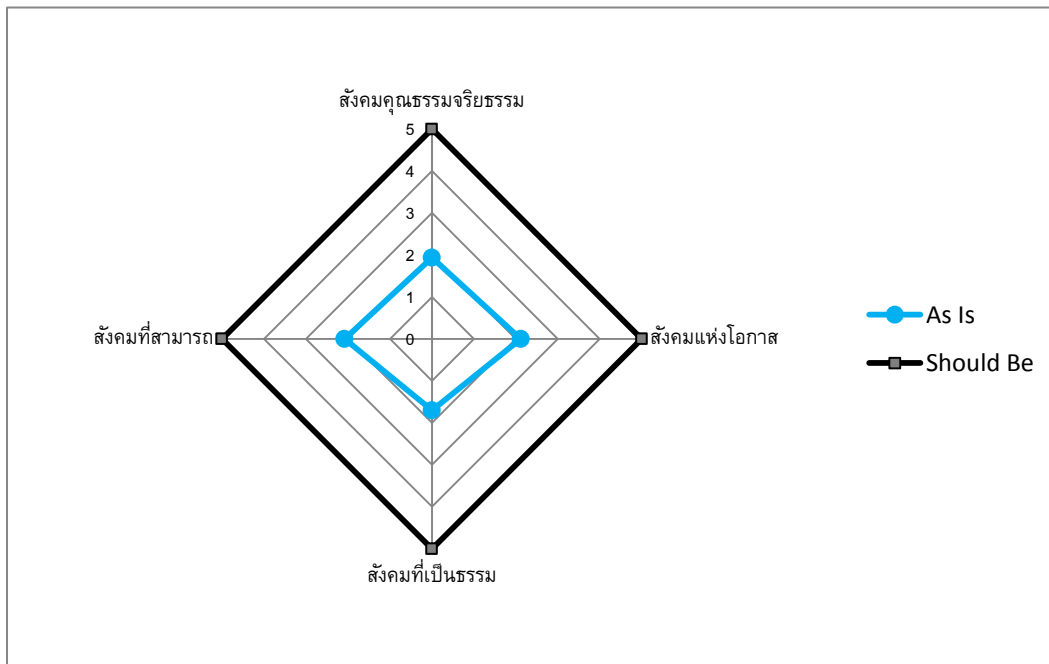 สังคมคุณธรรมจริยธรรม
5
4
3
2
1
0
สังคมที่สามารถ
สังคมแห่งโอกาส
สังคมที่เป็นธรรม
As Is
Should Be